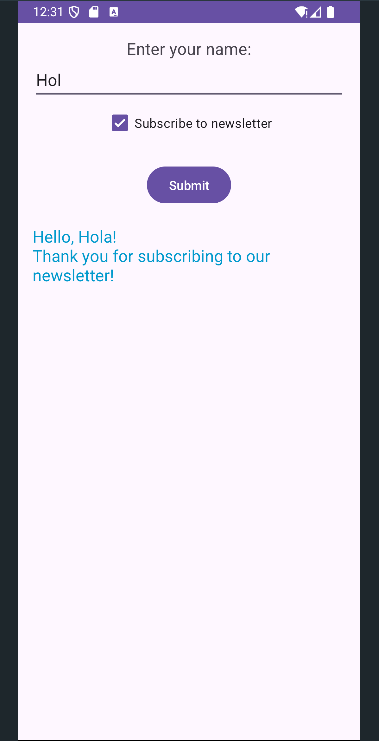 12:31
Enter your name:
Hol
Subscribe to newsletter
Submit
Hello, Hola!
Thank you for subscribing to our
newsletter!